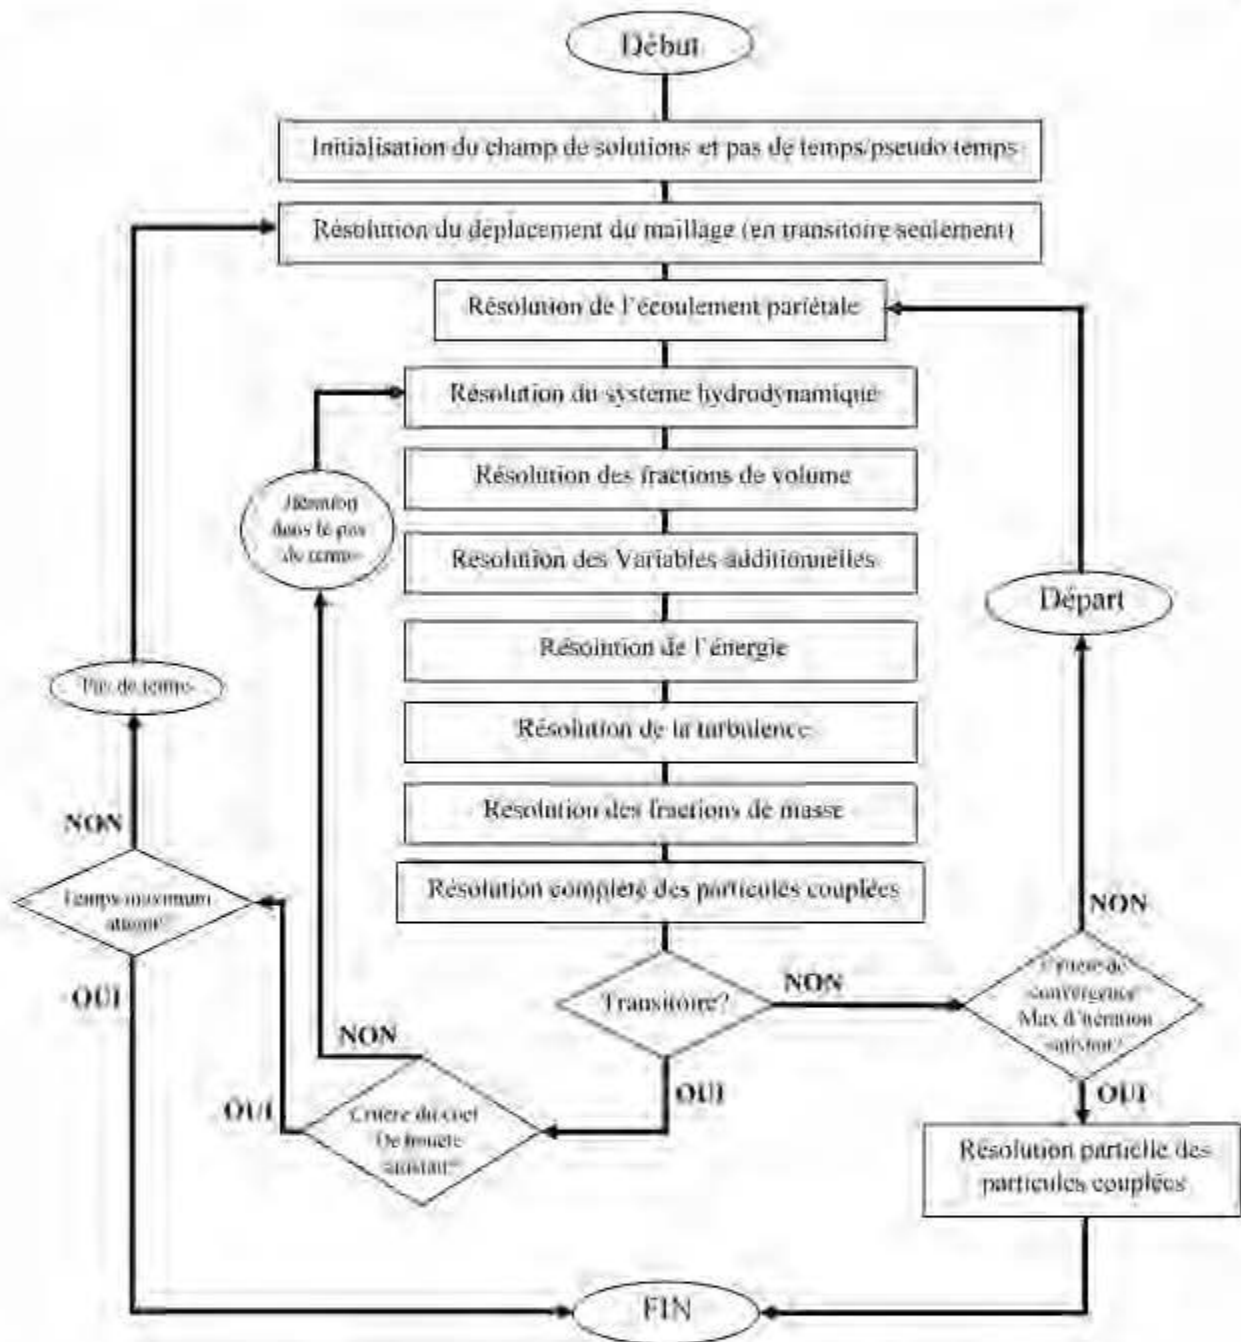 Début
Initialisation du champ de solutions et pas de temps/pseudo temps
Résolution du déplacement du maillage (en transitoire seulement)
Résolution de l'écoulement pariétale
Résolution du système hydrodynamique
Résolution des fractions de volume
Itération
dans le pas
de temps
Résolution des Variables additionnelles
Départ
Résolution de l'énergie
Pas de temps
Résolution de la turbulence
Résolution des fractions de masse
NON
Résolution complète des particules couplées
Temps maximum
atteint?
NON
OUI
Transitoire?
NON
Critère de
convergence
Max d'itération
satisfait?
NON
OUI
OUI
OUI
Critère du
satisfait?
Résolution partielle des
particules couplées
FIN